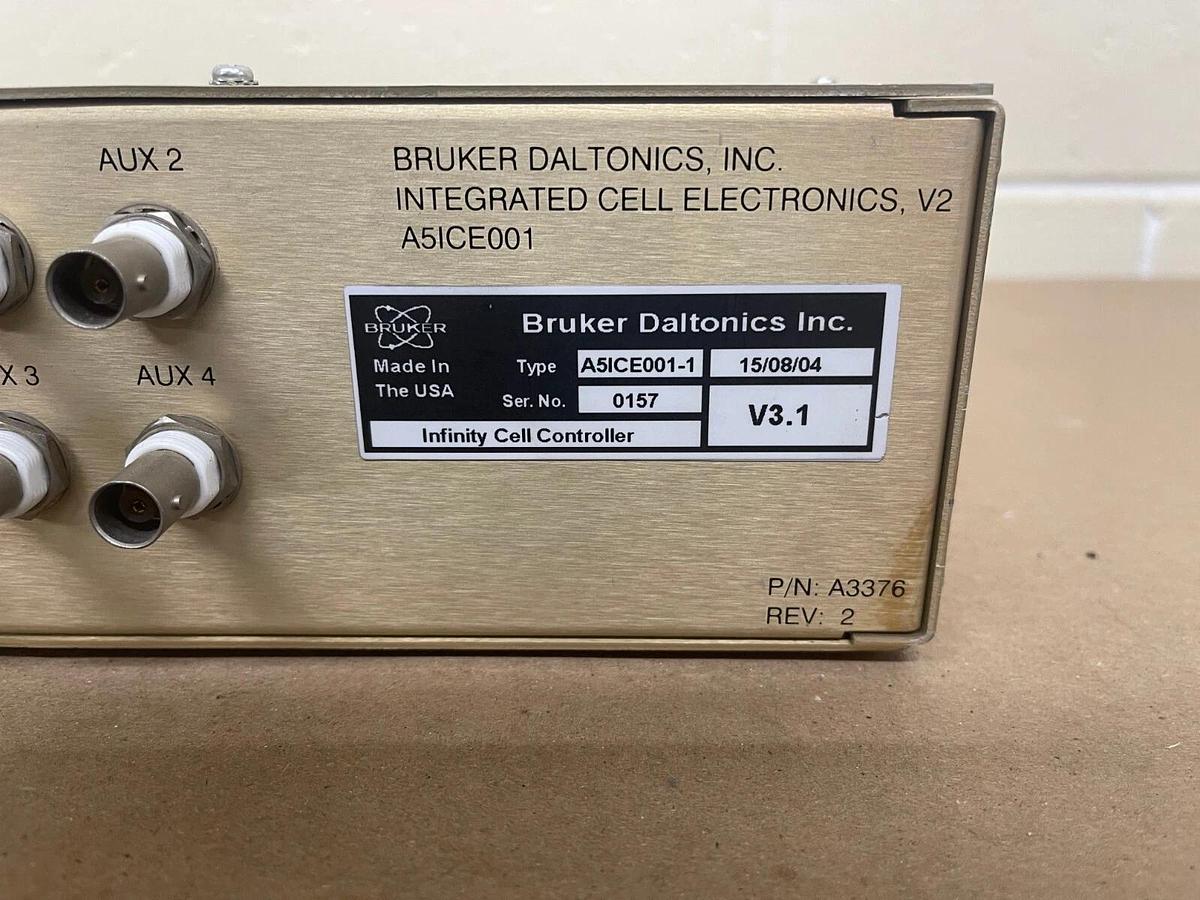 AUX 2
BRUKER DALTONICS, INC.
INTEGRATED CELL ELECTRONICS, V2
A5ICE001
BRUKER
Bruker Daltonics Inc.
Made In
The USA
Type A5ICE001-1 15/08/04
Ser. No. 0157
V3.1
Infinity Cell Controller
X 3
AUX 4
P/N: A3376
REV: 2